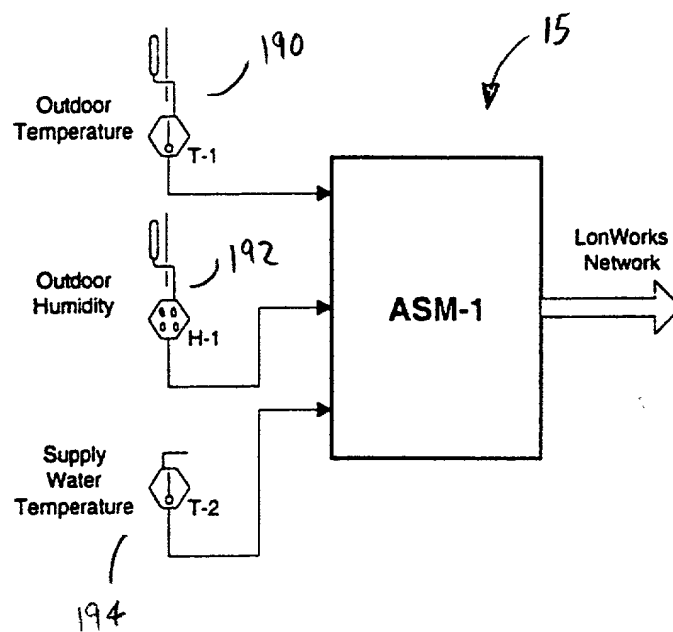 190
15
Outdoor
Temperature
T-1
LonWorks
Network
192
Outdoor
Humidity
H-1
ASM-1
Supply
Water
Temperature
T-2
194